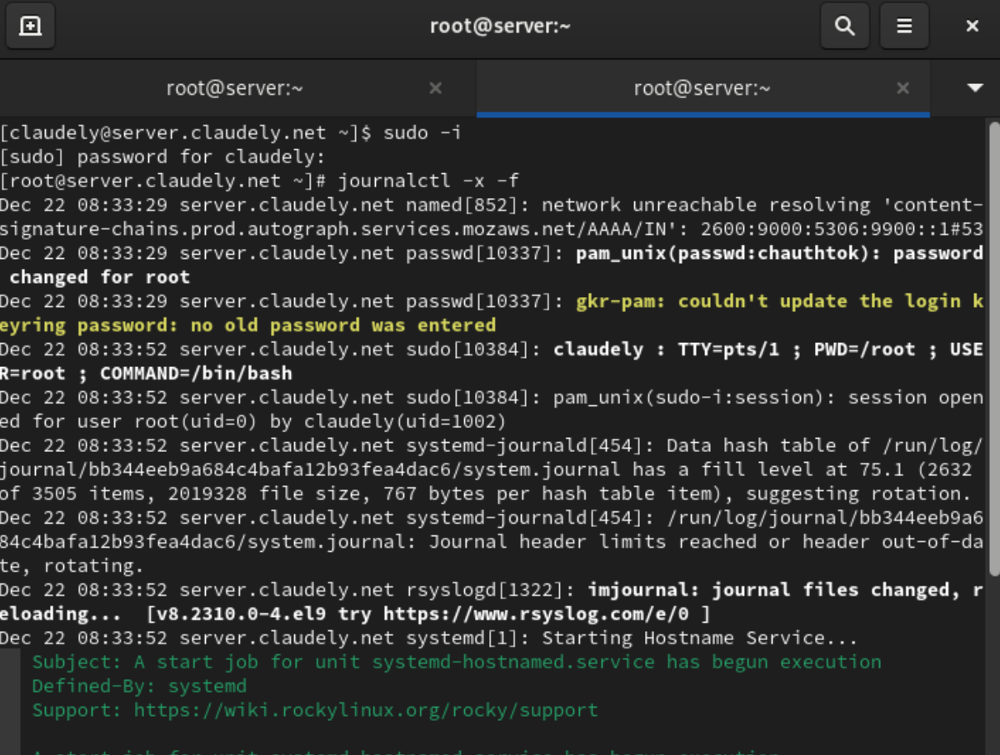 root@server:~
root@server:~
root@server:~
[claudely@server.claudely.net ~]$ sudo -i
[sudo] password for claudely:
[root@server.claudely.net ~]# journalctl -x -f
Dec 22 08:33:29 server.claudely.net named[852]: network unreachable resolving 'content-
signature-chains.prod.autograph.services.mozaws.net/AAAA/IN': 2600:9000:5306:9900::1#53
Dec 22 08:33:29 server.claudely.net passwd[10337]: pam_unix(passwd:chauthtok): password
 changed for root
Dec 22 08:33:29 server.claudely.net passwd[10337]: gkr-pam: couldn't update the login k
eyring password: no old password was entered
Dec 22 08:33:52 server.claudely.net sudo[10384]: claudely : TTY=pts/1 ; PWD=/root ; USE
R=root ; COMMAND=/bin/bash
Dec 22 08:33:52 server.claudely.net sudo[10384]: pam_unix(sudo-i:session): session open
ed for user root(uid=0) by claudely(uid=1002)
Dec 22 08:33:52 server.claudely.net systemd-journald[454]: Data hash table of /run/log/
journal/bb344eeb9a684c4bafa12b93fea4dac6/system.journal has a fill level at 75.1 (2632
of 3505 items, 2019328 file size, 767 bytes per hash table item), suggesting rotation.
Dec 22 08:33:52 server.claudely.net systemd-journald[454]: /run/log/journal/bb344eeb9a6
84c4bafa12b93fea4dac6/system.journal: Journal header limits reached or header out-of-da
te, rotating.
Dec 22 08:33:52 server.claudely.net rsyslogd[1322]: imjournal: journal files changed, r
eloading...  [v8.2310.0-4.el9 try https://www.rsyslog.com/e/0 ]
Dec 22 08:33:52 server.claudely.net systemd[1]: Starting Hostname Service...
Subject: A start job for unit systemd-hostnamed.service has begun execution
Defined-By: systemd
Support: https://wiki.rockylinux.org/rocky/support
A start job for unit systemd-hostnamed.service has begun execution.